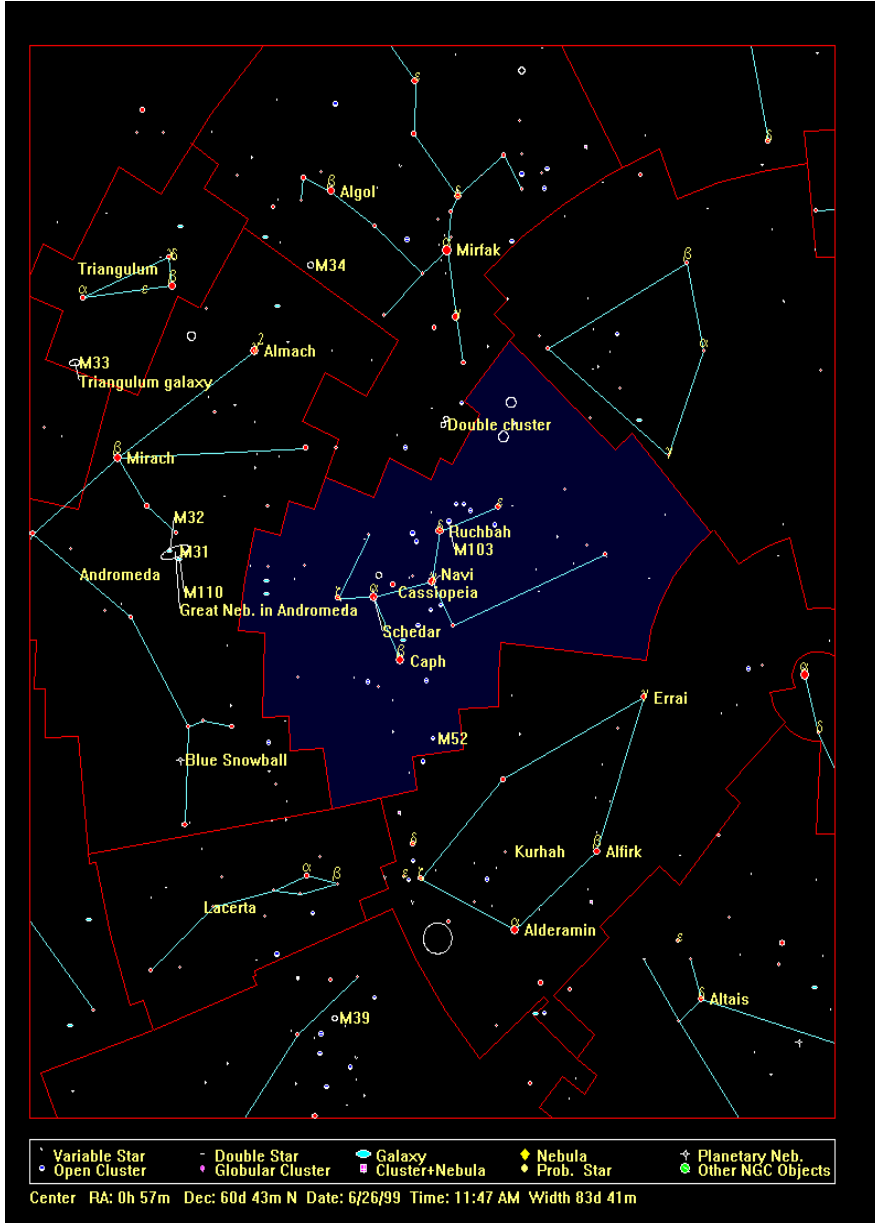 ε
δ
β
Algol
δ
α
Mirfak
β
δ
Triangulum
β
α
ε
M34
γ
α
2
Almach
M33
Triangulum galaxy
Double cluster
γ
β
Mirach
ε
M32
δ
Ruchbah
M31
M103
Andromeda
Navi
M110
α
Cassiopeia
Great Neb. in Andromeda
ζ
Schedar
β
Caph
α
γ
Errai
δ
M52
Blue Snowball
δ
β
Kurhah
Alfirk
α
β
ε
ζ
Lacerta
α
Alderamin
ε
δ
Altais
M39
Variable Star
Double Star
Galaxy
Nebula
Planetary Neb.
Open Cluster
Globular Cluster
Cluster+Nebula
Prob. Star
Other NGC Objects
Center RA: 0h 57m Dec: 60d 43m N Date: 6/26/99 Time: 11:47 AM Width 83d 41m